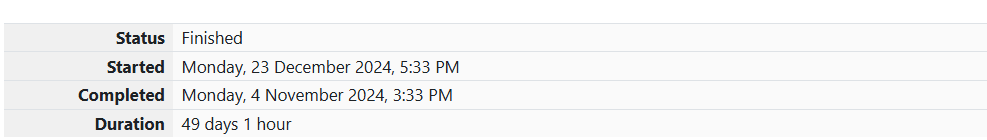 Status Finished
Started Monday, 23 December 2024, 5:33 PM
Completed Monday, 4 November 2024, 3:33 PM
Duration 49 days 1 hour